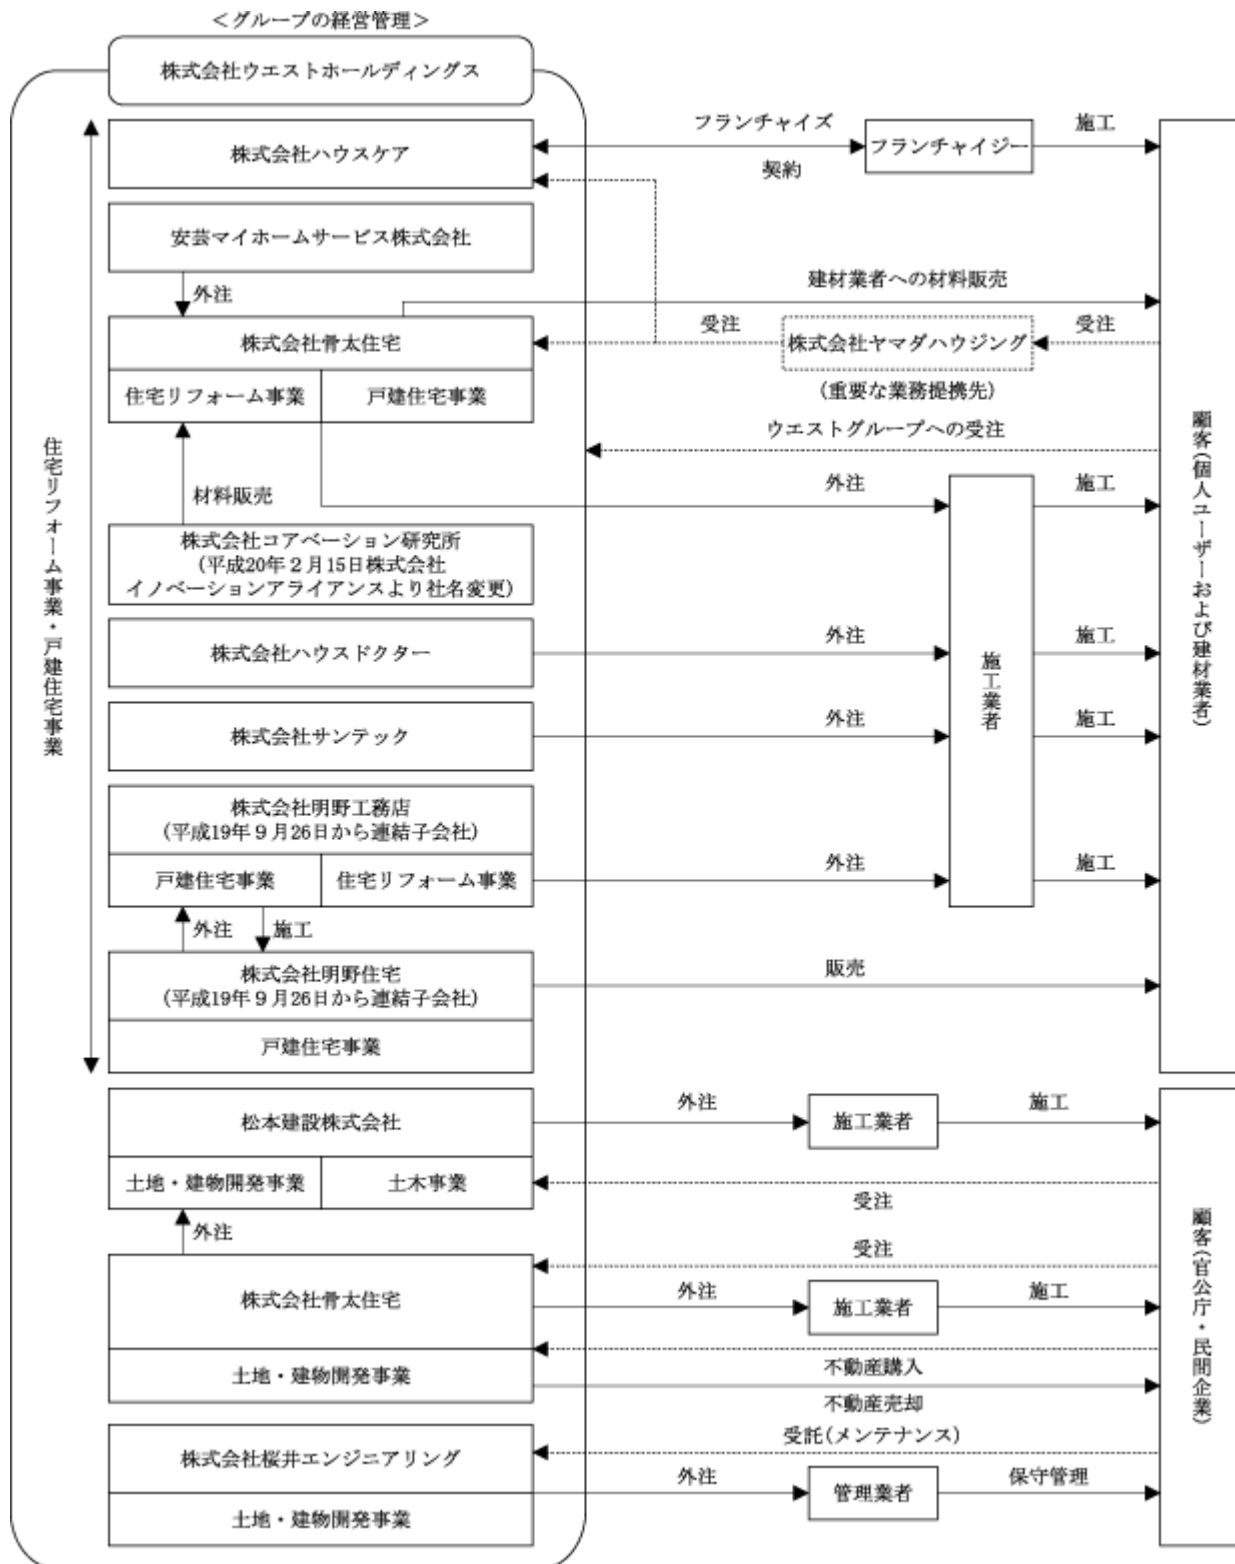 ＜グループの経営管理＞
株式会社ウエストホールディングス
株式会社ハウスケア
フランチャイズ
契約
フランチャイジー
施工
安芸マイホームサービス株式会社
外注
建材業者への材料販売
株式会社骨太住宅
受注
株式会社ヤマダハウジング
受注
(重要な業務提携先)
住宅リフォーム事業
戸建住宅事業
ウエストグループへの受注
材料販売
外注
施工
株式会社コアベーション研究所
(平成20年２月15日株式会社
イノベーションアライアンスより社名変更)
株式会社ハウスドクター
外注
施工
株式会社サンテック
外注
施工
施工業者
株式会社明野工務店
(平成19年９月26日から連結子会社)
戸建住宅事業
住宅リフォーム事業
外注
施工
外注
施工
株式会社明野住宅
(平成19年９月26日から連結子会社)
販売
戸建住宅事業
住宅リフォーム事業・戸建住宅事業
顧客(個人ユーザーおよび建材業者)
松本建設株式会社
外注
施工業者
施工
土地・建物開発事業
土木事業
受注
外注
受注
株式会社骨太住宅
外注
施工業者
施工
土地・建物開発事業
不動産購入
不動産売却
受託(メンテナンス)
株式会社桜井エンジニアリング
外注
管理業者
保守管理
土地・建物開発事業
顧客(官公庁・民間企業)